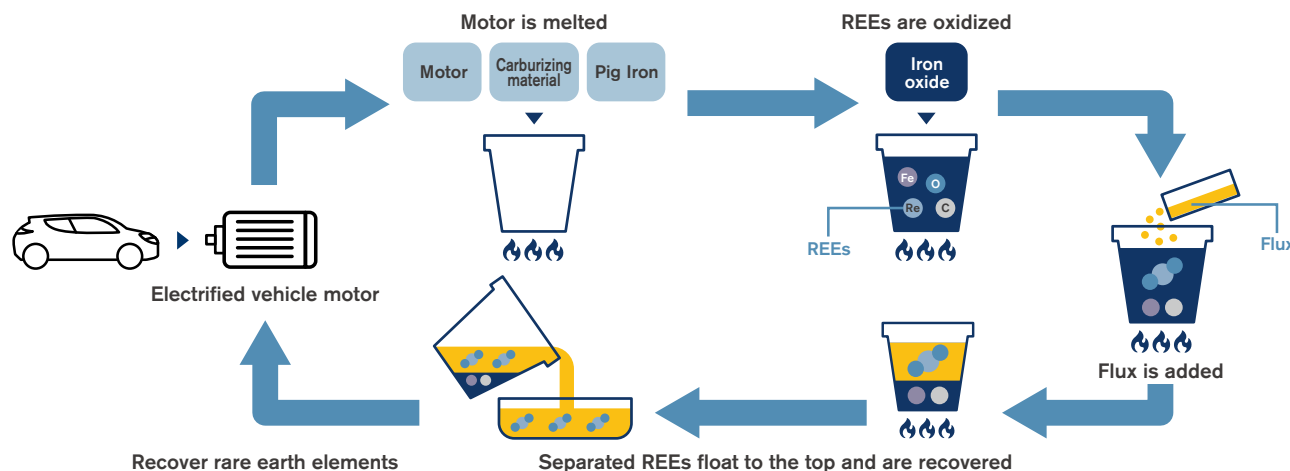 Motor is melted
Motor
Carburizing
material
Pig Iron
REEs are oxidized
Iron
oxide
Fe
O
Re
C
REEs
Flux
Electrified vehicle motor
Flux is added
Recover rare earth elements
Separated REEs float to the top and are recovered